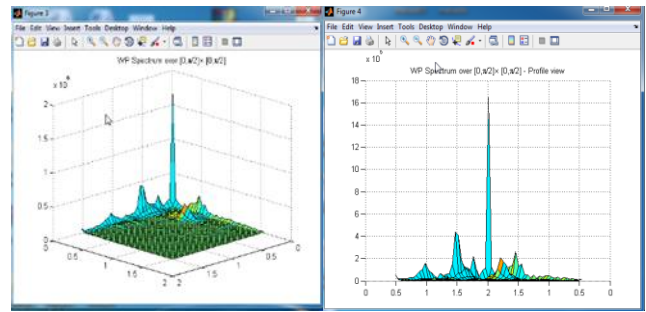 Figure 3
File Edit View Insert Tools Desktop Window Help
WP Spectrum over [0,π/2]× [0,π/2]
x 10
2
1.5
1
0.5
0
0 0.5 1 1.5 2
2 1.5 1 0.5 0
Figure 4
File Edit View Insert Tools Desktop Window Help
WP Spectrum over [0,π/2]× [0,π/2] - Profile view
x 10
18
16
14
12
10
8
6
4
2
0
0 0.5 1 1.5 2 1.5 1 0.5 0